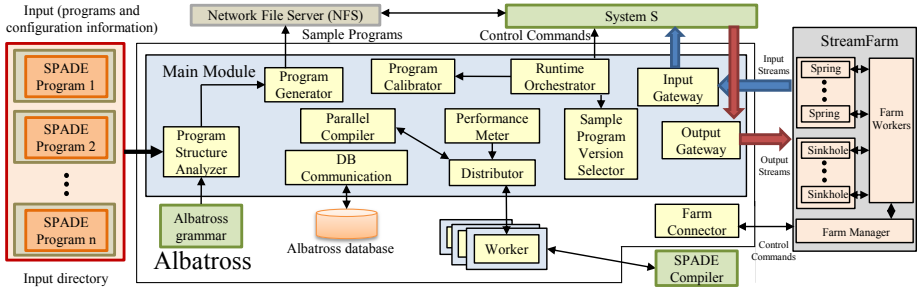 Input (programs and
configuration information)
SPADE
Program 1
SPADE
Program 2
SPADE
Program n
Input directory
Network File Server (NFS)
System S
Sample Programs
Control Commands
Main Module
Program
Generator
Program
Calibrator
Runtime
Orchestrator
Input
Gateway
Parallel
Compiler
Performance
Meter
Sample
Program
Version
Selector
Output
Gateway
Program
Structure
Analyzer
DB
Communication
Distributor
Albatross
grammar
Albatross
Albatross database
Worker
Farm
Connector
SPADE
Compiler
Input
Streams
Output
Streams
Control
Commands
StreamFarm
Spring
Spring
Sinkhole
Sinkhole
Farm
Workers
Farm Manager